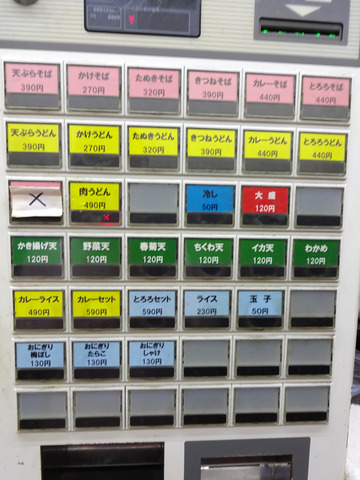 天ぷらそば
390円
かけそば
270円
たぬきそば
320円
きつねそば
390円
カレーそば
440円
とろろそば
440円
天ぷらうどん
390円
かけうどん
270円
たぬきうどん
320円
きつねうどん
390円
カレーうどん
440円
とろろうどん
440円
肉うどん
490円
冷し
50円
大盛
120円
かき揚げ天
120円
野菜天
120円
春菊天
120円
ちくわ天
120円
イカ天
120円
わかめ
120円
カレーライス
490円
カレーセット
590円
とろろセット
590円
ライス
230円
玉子
50円
おにぎり
梅ぼし
130円
おにぎり
たらこ
130円
おにぎり
しゃけ
130円